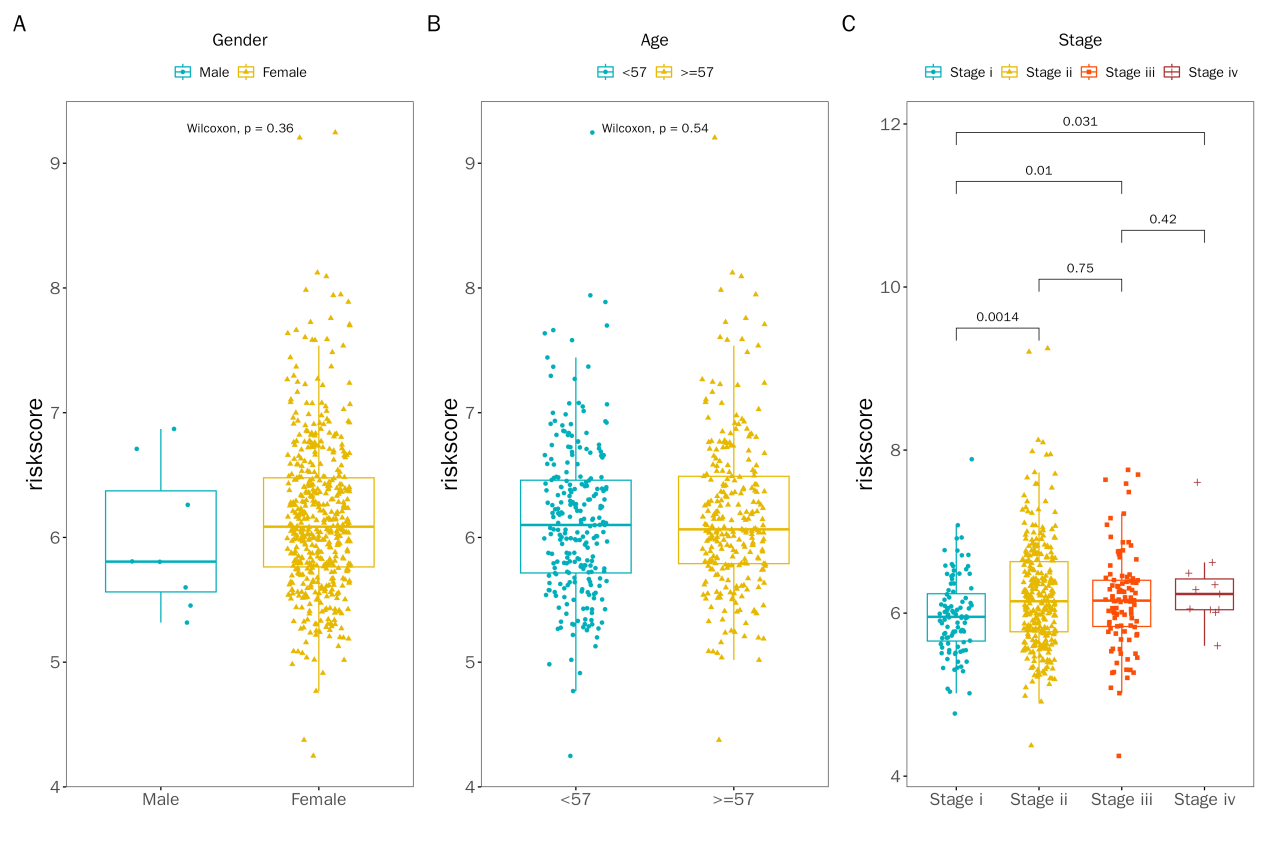 A
B
C
Gender
Age
Stage
Male Female
<57 >=57
Stage i Stage ii Stage iii Stage iv
Wilcoxon, p = 0.36
Wilcoxon, p = 0.54
0.031
0.01
0.42
0.75
0.0014
riskscore
9
8
7
6
5
4
riskscore
9
8
7
6
5
4
riskscore
12
10
8
6
4
Male Female
<57 >=57
Stage i Stage ii Stage iii Stage iv